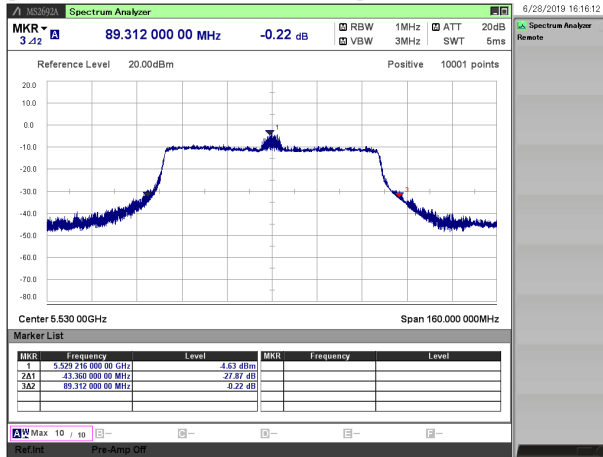 MS2692A Spectrum Analyzer
6/28/2019 16:16:12
Spectrum Analyzer
Remote
MKR
3 Δ2 A 89.312 000 00 MHz -0.22 dB
M RBW 1MHz M ATT 20dB
M VBW 3MHz SWT 5ms
Reference Level 20.00dBm Positive 10001 points
20.0
10.0
0.0
1
-10.0
-20.0
-30.0
3
-40.0
-50.0
-60.0
-70.0
-80.0
Center 5.530 00GHz Span 160.000 000MHz
Marker List
MKR Frequency Level MKR Frequency Level
1 5.529 216 000 00 GHz -4.63 dBm
2Δ1 -43.360 000 00 MHz -27.87 dB
3Δ2 89.312 000 00 MHz -0.22 dB
A W Max 10 / 10 B— C— D— E— F—
Ref.Int Pre-Amp Off